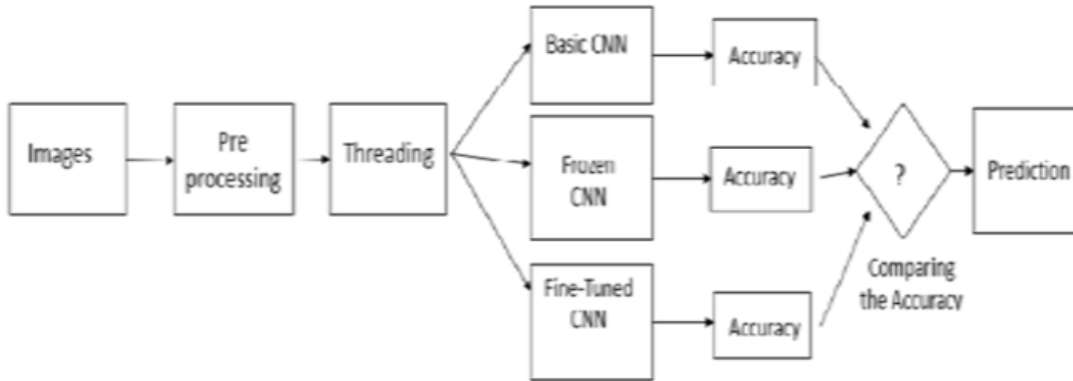 Images
Pre
processing
Threading
Basic CNN
Accuracy
Frozen
CNN
Accuracy
Fine-Tuned
CNN
Accuracy
?
Comparing
the Accuracy
Prediction